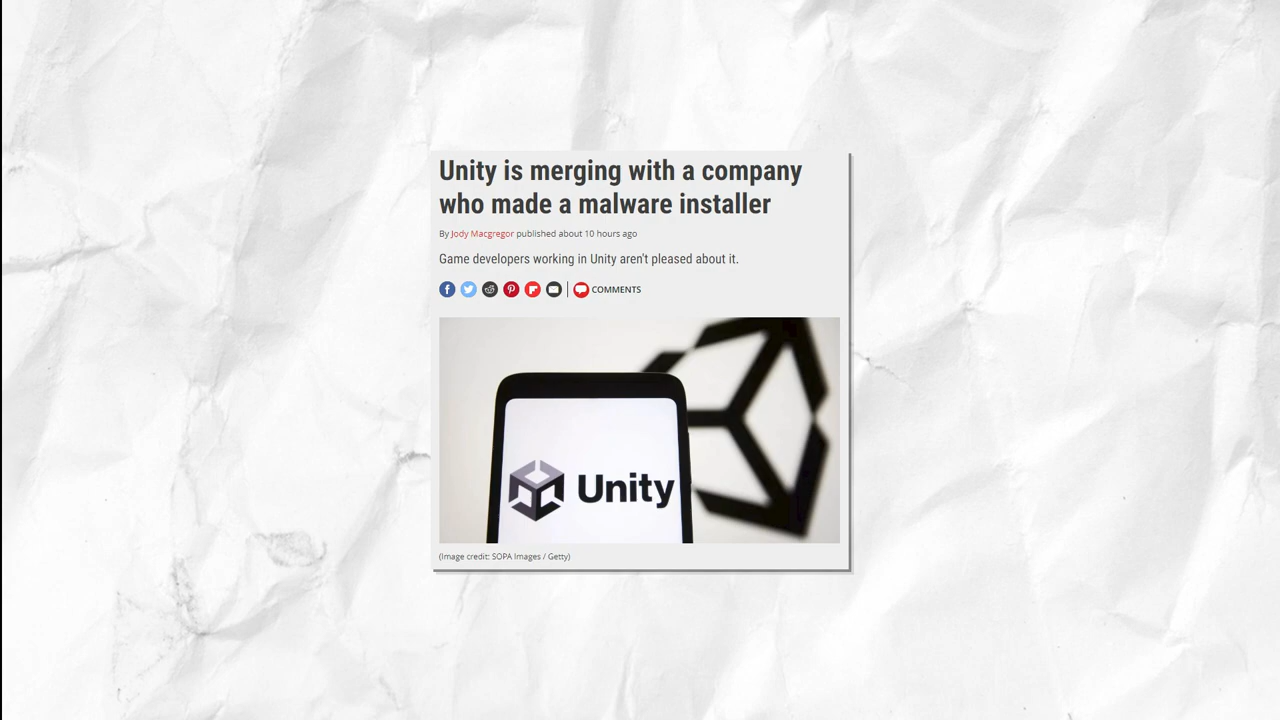 Unity is merging with a company
who made a malware installer
By Jody Macgregor published about 10 hours ago
Game developers working in Unity aren't pleased about it.
COMMENTS
Unity
(Image credit: SOPA Images / Getty)